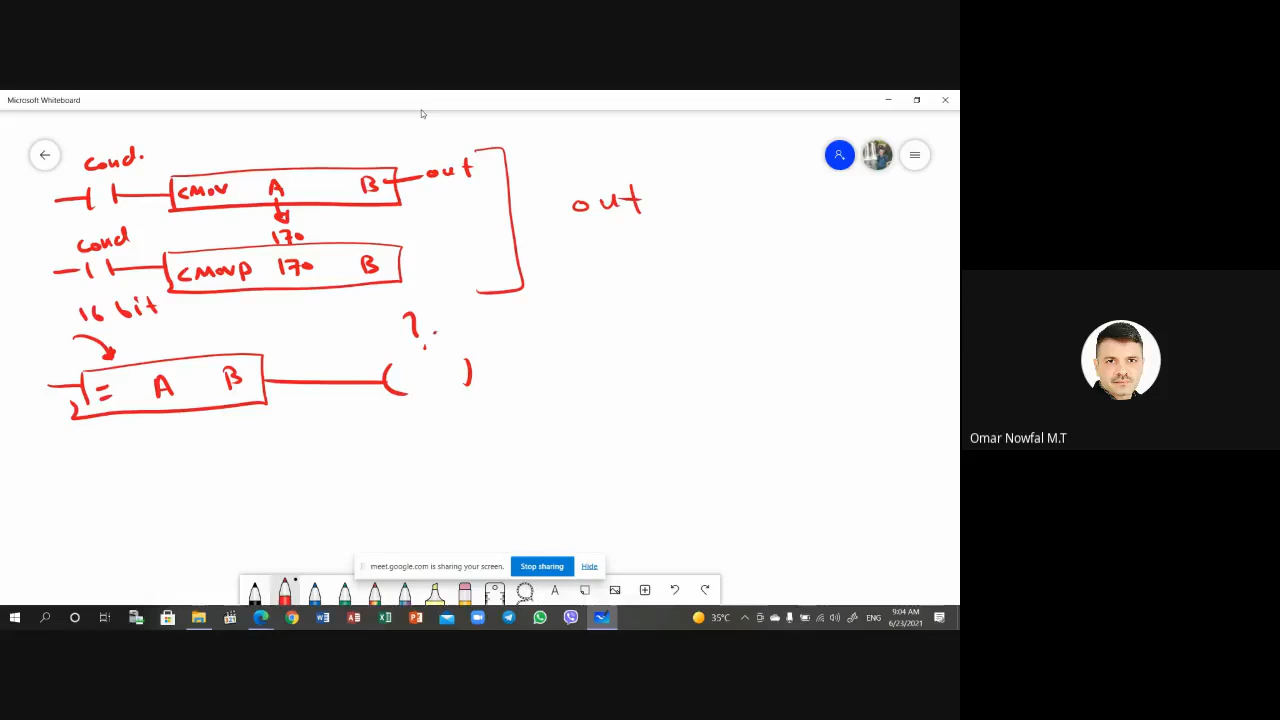 Microsoft Whiteboard
cond.
CMOV A B out
out
170
cond
CMOVP 170 B
16 bit
?
= A B ( )
meet.google.com is sharing your screen. Stop sharing Hide
Omar Nowfal M.T
35°C ENG 9:04 AM
6/23/2021